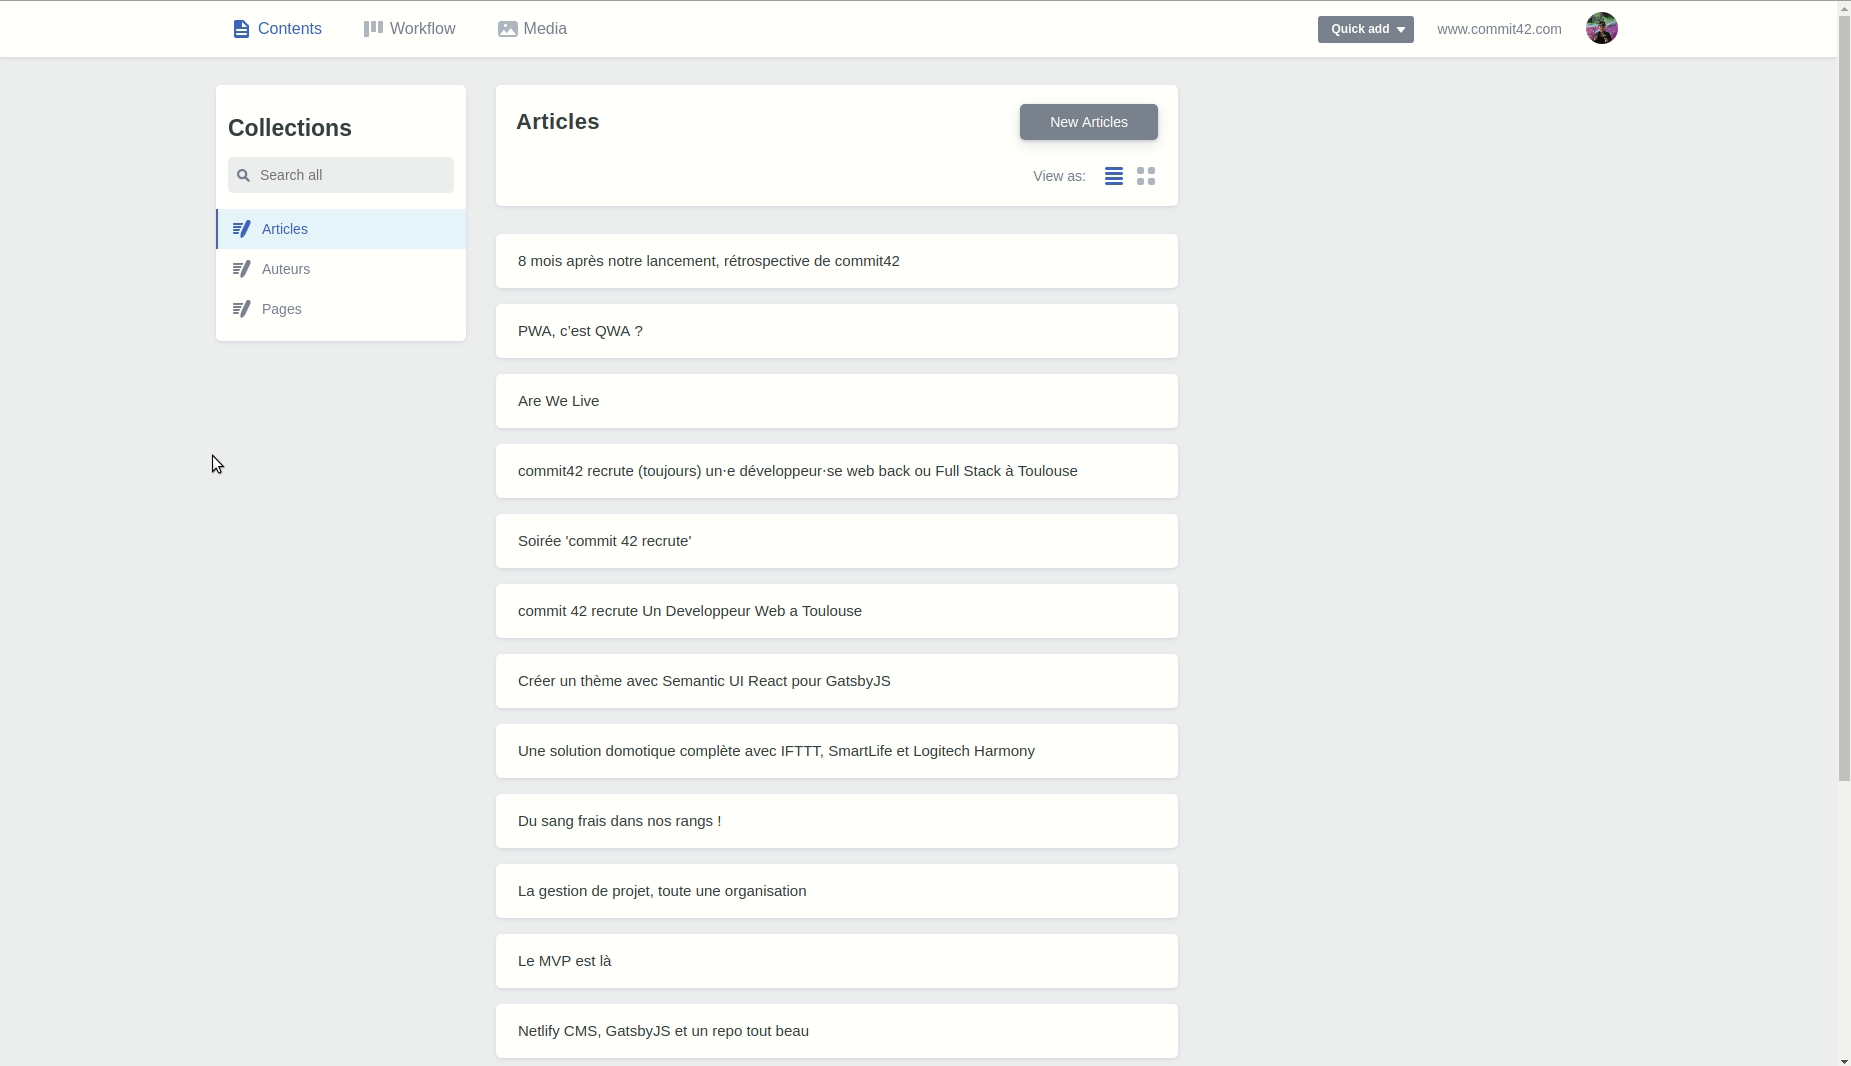 Contents
Workflow
Media
Quick add
www.commit42.com
Collections
Search all
Articles
Auteurs
Pages
Articles
New Articles
View as:
8 mois après notre lancement, rétrospective de commit42
PWA, c'est QWA ?
Are We Live
commit42 recrute (toujours) un·e développeur·se web back ou Full Stack à Toulouse
Soirée 'commit 42 recrute'
commit 42 recrute Un Developpeur Web a Toulouse
Créer un thème avec Semantic UI React pour GatsbyJS
Une solution domotique complète avec IFTTT, SmartLife et Logitech Harmony
Du sang frais dans nos rangs !
La gestion de projet, toute une organisation
Le MVP est là
Netlify CMS, GatsbyJS et un repo tout beau